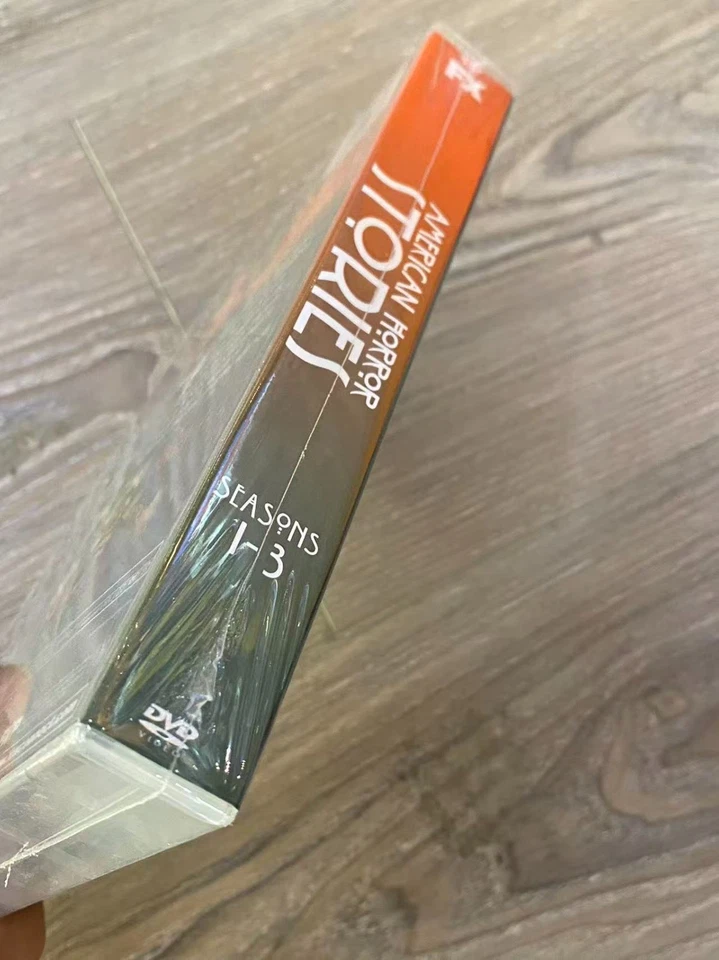 FX
AMERICAN HORROR
STORIES
SEASONS
1-3
DVD
VIDEO